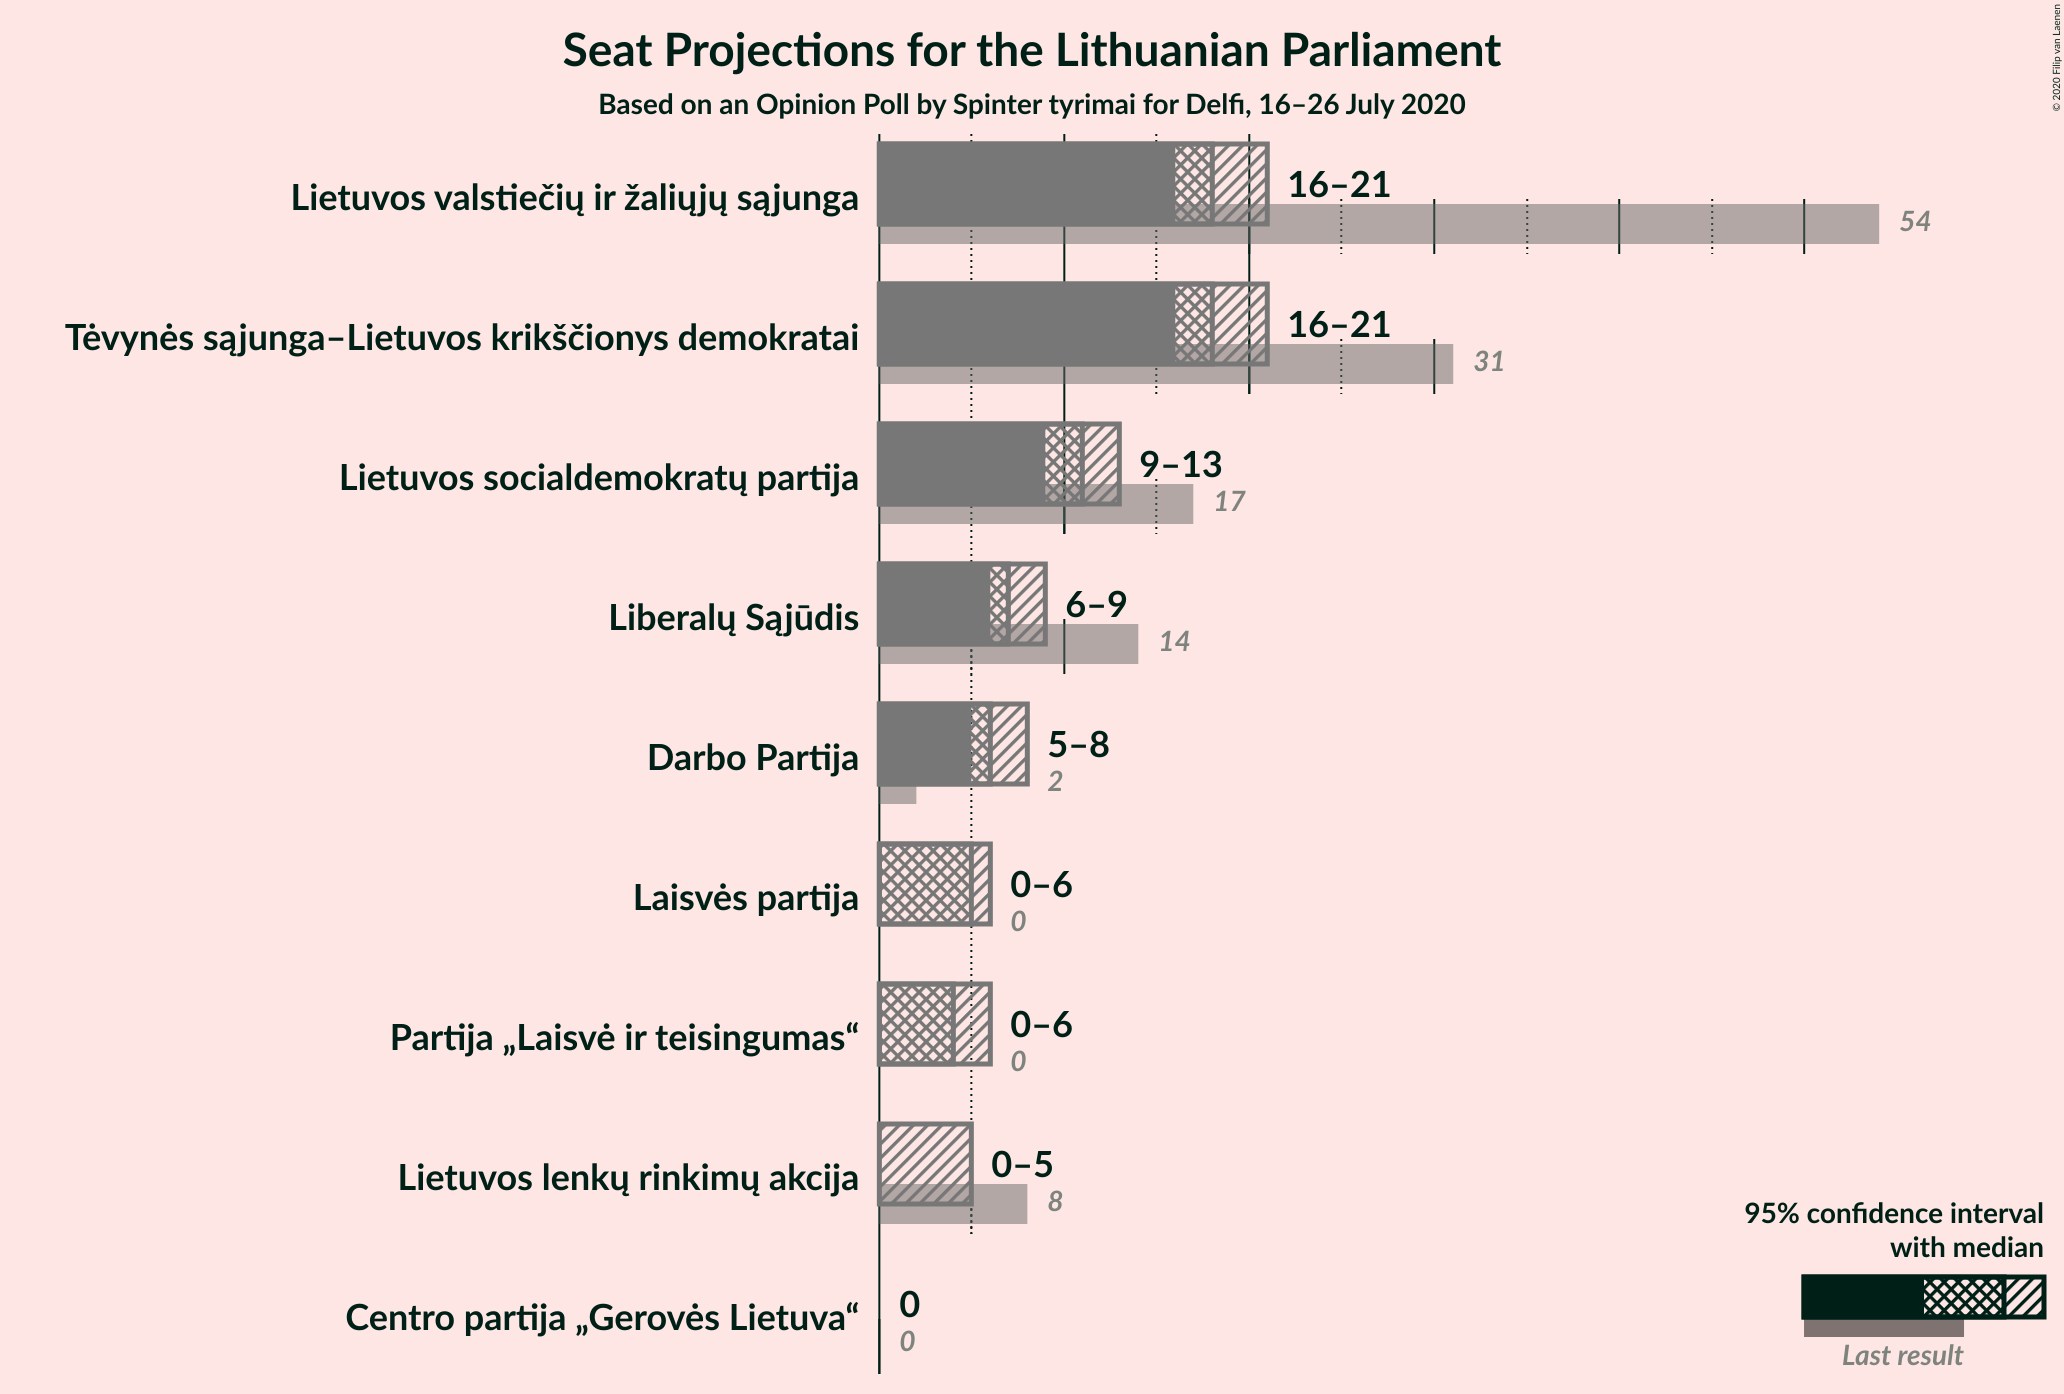 Seat Projections for the Lithuanian Parliament
Based on an Opinion Poll by Spinter tyrimai for Delfi, 16–26 July 2020
© 2020 Filip van Laenen
Lietuvos valstiečių ir žaliųjų sąjunga
16–21
54
Tėvynės sąjunga–Lietuvos krikščionys demokratai
16–21
31
Lietuvos socialdemokratų partija
9–13
17
Liberalų Sąjūdis
6–9
14
Darbo Partija
5–8
2
Laisvės partija
0–6
0
Partija „Laisvė ir teisingumas“
0–6
0
Lietuvos lenkų rinkimų akcija
0–5
8
Centro partija „Gerovės Lietuva“
0
0
95% confidence interval
with median
Last result